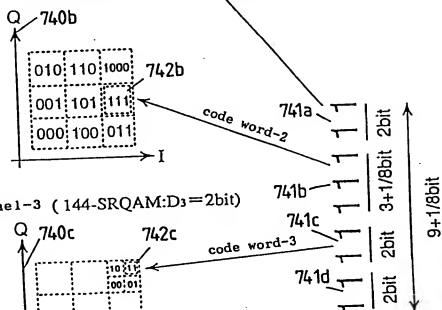 Q 740b
010 110 1000 742b
001 101 111
000 100 011
I
code word-2
741a
2bit
3+1/8bit
741b
9+1/8bit
nel-3 (144-SRQAM:D3=2bit)
Q 740c 742c
741c
code word-3
2bit
10 11
00 01
741d
2bit